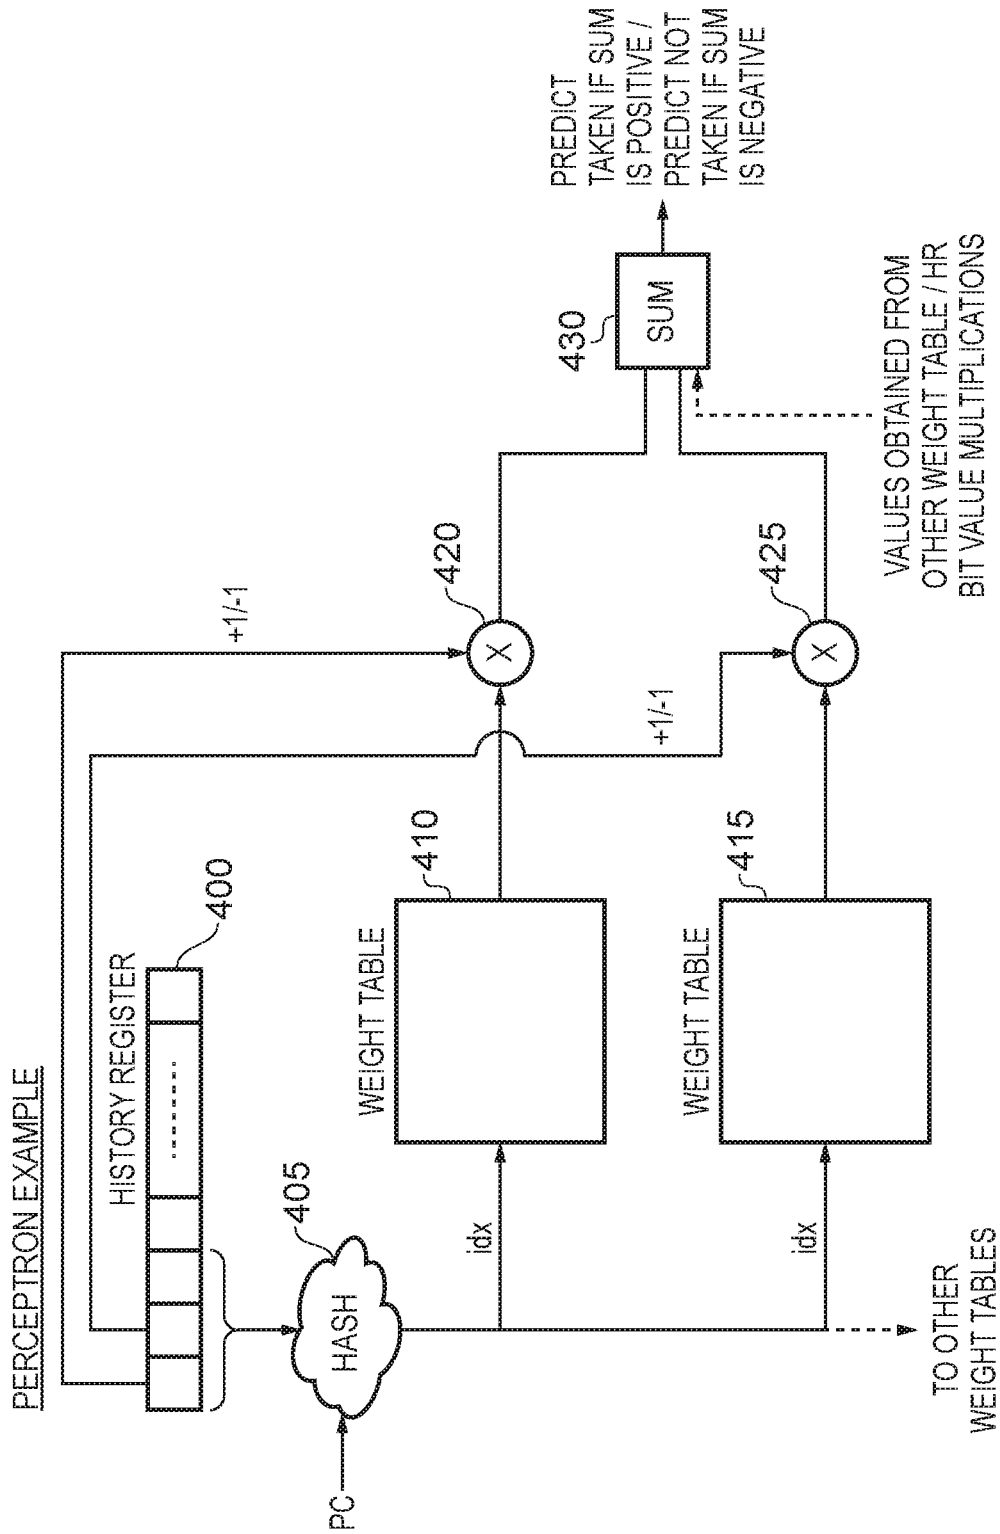 PERCEPTRON EXAMPLE
HISTORY REGISTER
400
PC
HASH
405
idx
idx
TO OTHER
WEIGHT TABLES
WEIGHT TABLE
410
WEIGHT TABLE
415
+1/-1
+1/-1
X
420
X
425
SUM
430
PREDICT
TAKEN IF SUM
IS POSITIVE /
PREDICT NOT
TAKEN IF SUM
IS NEGATIVE
VALUES OBTAINED FROM
OTHER WEIGHT TABLE / HR
BIT VALUE MULTIPLICATIONS